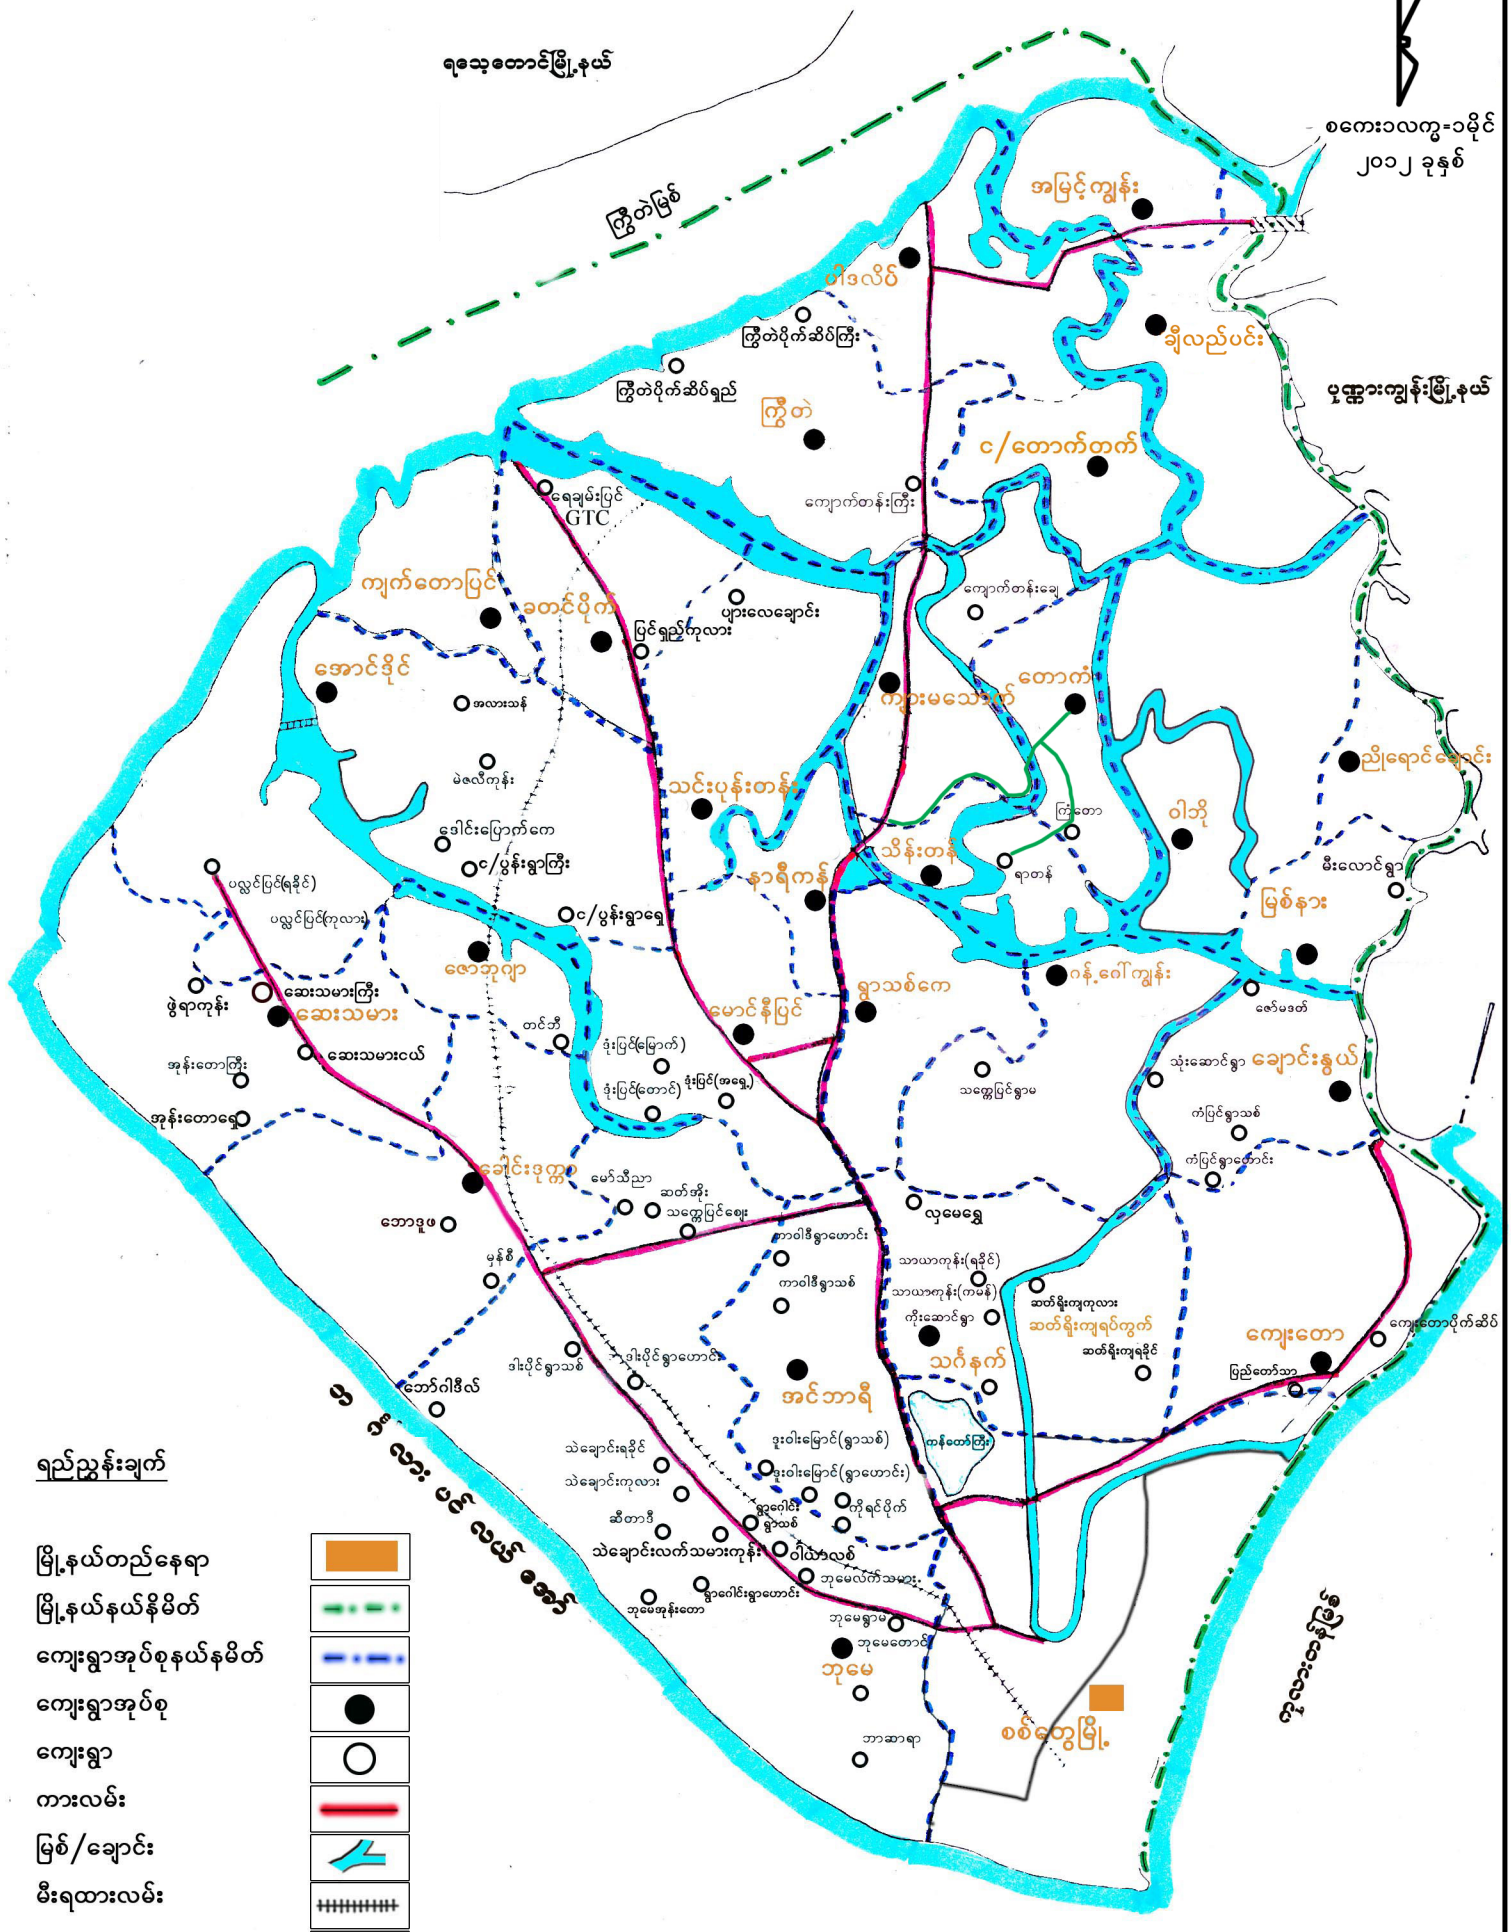 ရသေ့တောင်မြို့နယ်
စကေး၁လက္မ=၁မိုင်
၂၀၁၂ ခုနှစ်
ကြွီတဲမြစ်
အမြင့်ကျွန်း
ပါဒလိပ်
ကြွီတဲပိုက်ဆိပ်ကြီး
ချီလည်ပင်း
ကြွီတဲပိုက်ဆိပ်ရှည်
ပုဏ္ဏားကျွန်းမြို့နယ်
ကြွီတဲ
င/တောက်တက်
ရေချမ်းပြင်
GTC
ကျောက်တန်းကြီး
ကျက်တောပြင်
ခတင်ပိုက်
ပျားလေချောင်း
ကျောက်တန်းချေ
ပြင်ရှည်ကုလား
အောင်ဒိုင်
ကျားမသောက်
တောကံ
အလားသန်
ညိုရောင်ချောင်း
မဲဇလီကုန်း
သင်းပုန်းတန်း
ကြံတော
ဝါဘို
ဒေါင်းပြောက်ကေ
င/ပွန်းရွာကြီး
သိန်းတန်
ရာတန်
မီးလောင်ရွာ
ပလ္လင်ပြင်(ရခိုင်)
နာရီကန်
မြစ်နား
ပလ္လင်ပြင်(ကုလား)
င/ပွန်းရွာရှေ့
ဇောဘုဂျာ
ဂန့်ဂေါ်ကျွန်း
ဆေးသမားကြီး
ဖွဲရာကုန်း
ရွာသစ်ကေ
ဇော်မဒတ်
ဆေးသမား
မောင်နီပြင်
တင်ဘီ
ဒုံးပြင်(မြောက်)
ဆေးသမားငယ်
သုံးဆောင်ရွာ
ချောင်းနွယ်
အုန်းတောကြီး
ဒုံးပြင်(တောင်)
ဒုံးပြင်(အရှေ့)
သက္ကေပြင်ရွာမ
အုန်းတောရှေ့
ကံပြင်ရွာသစ်
ခေါင်းဒုက္ကာ
ကံပြင်ရွာဟောင်း
မော်သီညာ
ဆတ်အိုး
သက္ကေပြင်ဈေး
လှမေရွှေ
ဘောဒူဖ
ကာဝါဒီရွာဟောင်း
မှန်စီ
သာယာကုန်း(ရခိုင်)
ကာဝါဒီရွာသစ်
သာယာကုန်း(ကမန်)
ဆတ်ရိုးကျကုလား
ကိုးဆောင်ရွာ
ဆတ်ရိုးကျရပ်ကွက်
ကျေးတောပိုက်ဆိပ်
ကျေးတော
ဆတ်ရိုးကျရခိုင်
ဒါးပိုင်ရွာသစ်
ဒါးပိုင်ရွာဟောင်း
သင်္ဂနက်
ပြည်တော်သာ
ဘော်ဂါဒီလ်
အင်ဘာရီ
ဘင်္ဂလားပင်လယ်အော်
သဲချောင်းရခိုင်
ဒူးဝါးမြောင်(ရွာသစ်)
ကန်တော်ကြီး
ဒူးဝါးမြောင်(ရွာဟောင်း)
သဲချောင်းကုလား
ကိုရင်ပိုက်
ဆီတာဒီ
ရွာဂေါင်း
ရွာသစ်
သဲချောင်းလက်သမားကုန်း
ဝါယာလစ်
ဘုမေလက်သမား
ရွာဂေါင်းရွာဟောင်း
ဘုမေအုန်းတော
ဘုမေရွာမ
ဘုမေတောင်
ဘုမေ
ဘာဆာရာ
စစ်တွေမြို့
ကုလားတန်မြစ်
ရည်ညွှန်းချက်
မြို့နယ်တည်နေရာ
မြို့နယ်နယ်နိမိတ်
ကျေးရွာအုပ်စုနယ်နမိတ်
ကျေးရွာအုပ်စု
ကျေးရွာ
ကားလမ်း
မြစ်/ချောင်း
မီးရထားလမ်း